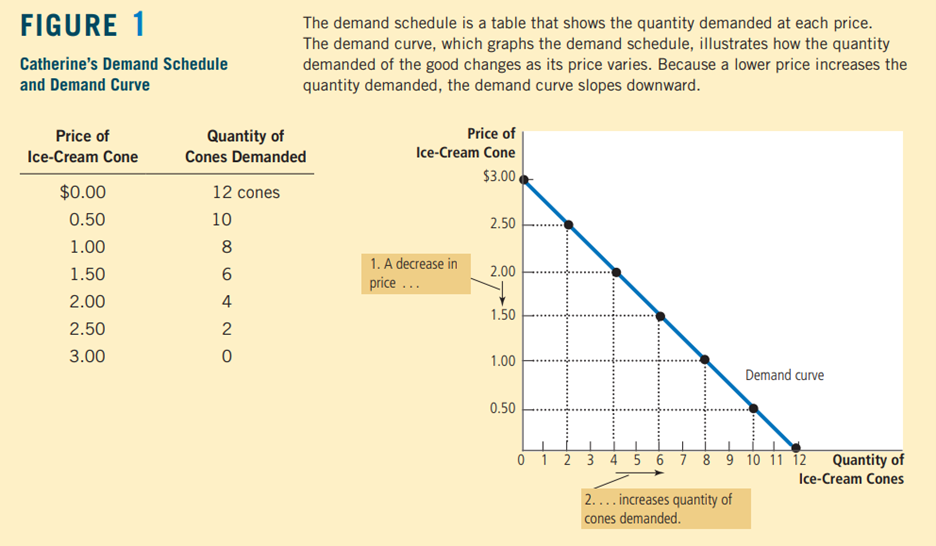 FIGURE 1
Catherine's Demand Schedule
and Demand Curve
The demand schedule is a table that shows the quantity demanded at each price.
The demand curve, which graphs the demand schedule, illustrates how the quantity
demanded of the good changes as its price varies. Because a lower price increases the
quantity demanded, the demand curve slopes downward.
Price of
Ice-Cream Cone
Quantity of
Cones Demanded
$0.00 12 cones
0.50 10
1.00 8
1.50 6
2.00 4
2.50 2
3.00 0
Price of
Ice-Cream Cone
$3.00
2.50
2.00
1.50
1.00
0.50
1. A decrease in
price ...
Demand curve
0 1 2 3 4 5 6 7 8 9 10 11 12
Quantity of
Ice-Cream Cones
2. ... increases quantity of
cones demanded.